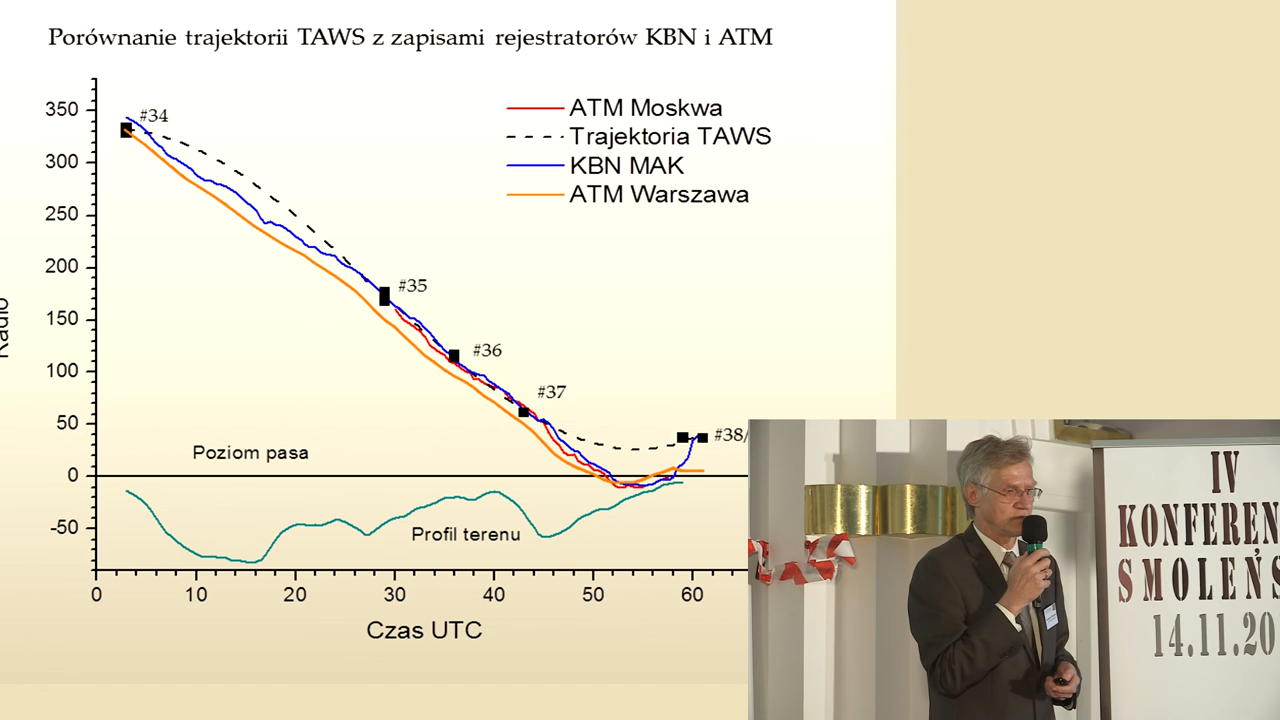 Porównanie trajektorii TAWS z zapisami rejestratorów KBN i ATM
350
300
250
200
150
100
50
0
-50
#34
#35
#36
#37
#38/
ATM Moskwa
Trajektoria TAWS
KBN MAK
ATM Warszawa
Poziom pasa
Profil terenu
0
10
20
30
40
50
60
Czas UTC
IV
KONFEREN
SMOLEŃS
14.11.20